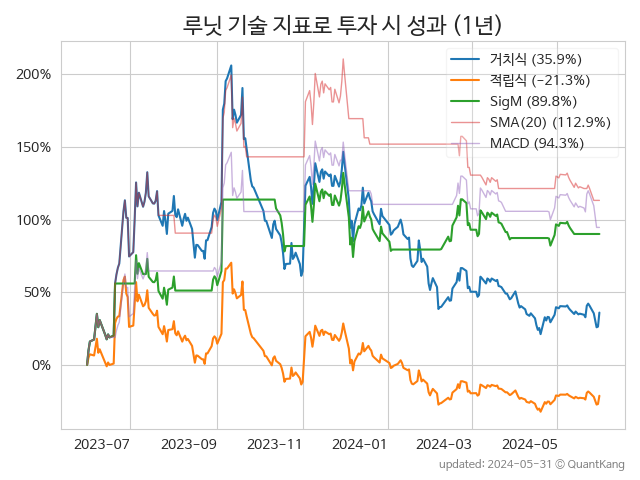 루닛 기술 지표로 투자 시 성과 (1년)
거치식 (35.9%)
적립식 (−21.3%)
SigM (89.8%)
SMA(20) (112.9%)
MACD (94.3%)
200%
150%
100%
50%
0%
2023-07 2023-09 2023-11 2024-01 2024-03 2024-05
updated: 2024-05-31 © QuantKang